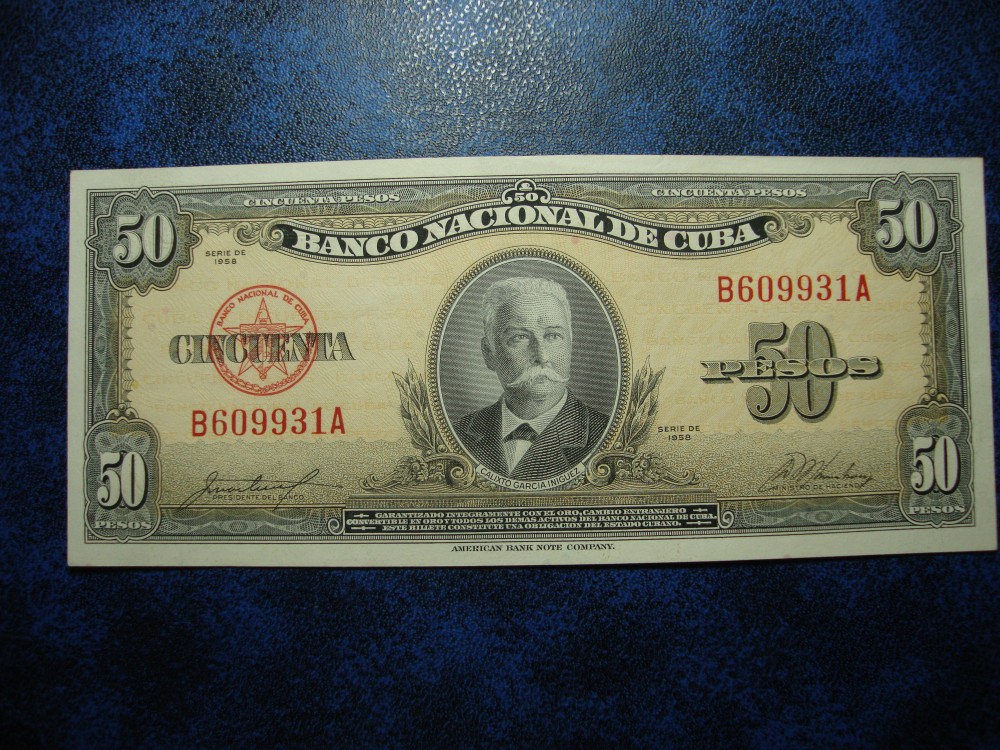 50
CINCUENTA PESOS
50
CINCUENTA PESOS
50
BANCO NACIONAL DE CUBA
SERIE DE
1958
B609931A
BANCO NACIONAL DE CUBA
CINCUENTA
50
PESOS
B609931A
SERIE DE
1958
CALIXTO GARCIA IÑIGUEZ
50
PESOS
PRESIDENTE DEL BANCO
MINISTRO DE HACIENDA
50
PESOS
GARANTIZADO INTEGRAMENTE CON EL ORO, CAMBIO EXTRANJERO
CONVERTIBLE EN ORO Y TODOS LOS DEMAS ACTIVOS DEL BANCO NACIONAL DE CUBA.
ESTE BILLETE CONSTITUTE UNA OBLIGACION DEL ESTADO CUBANO.
AMERICAN BANK NOTE COMPANY.